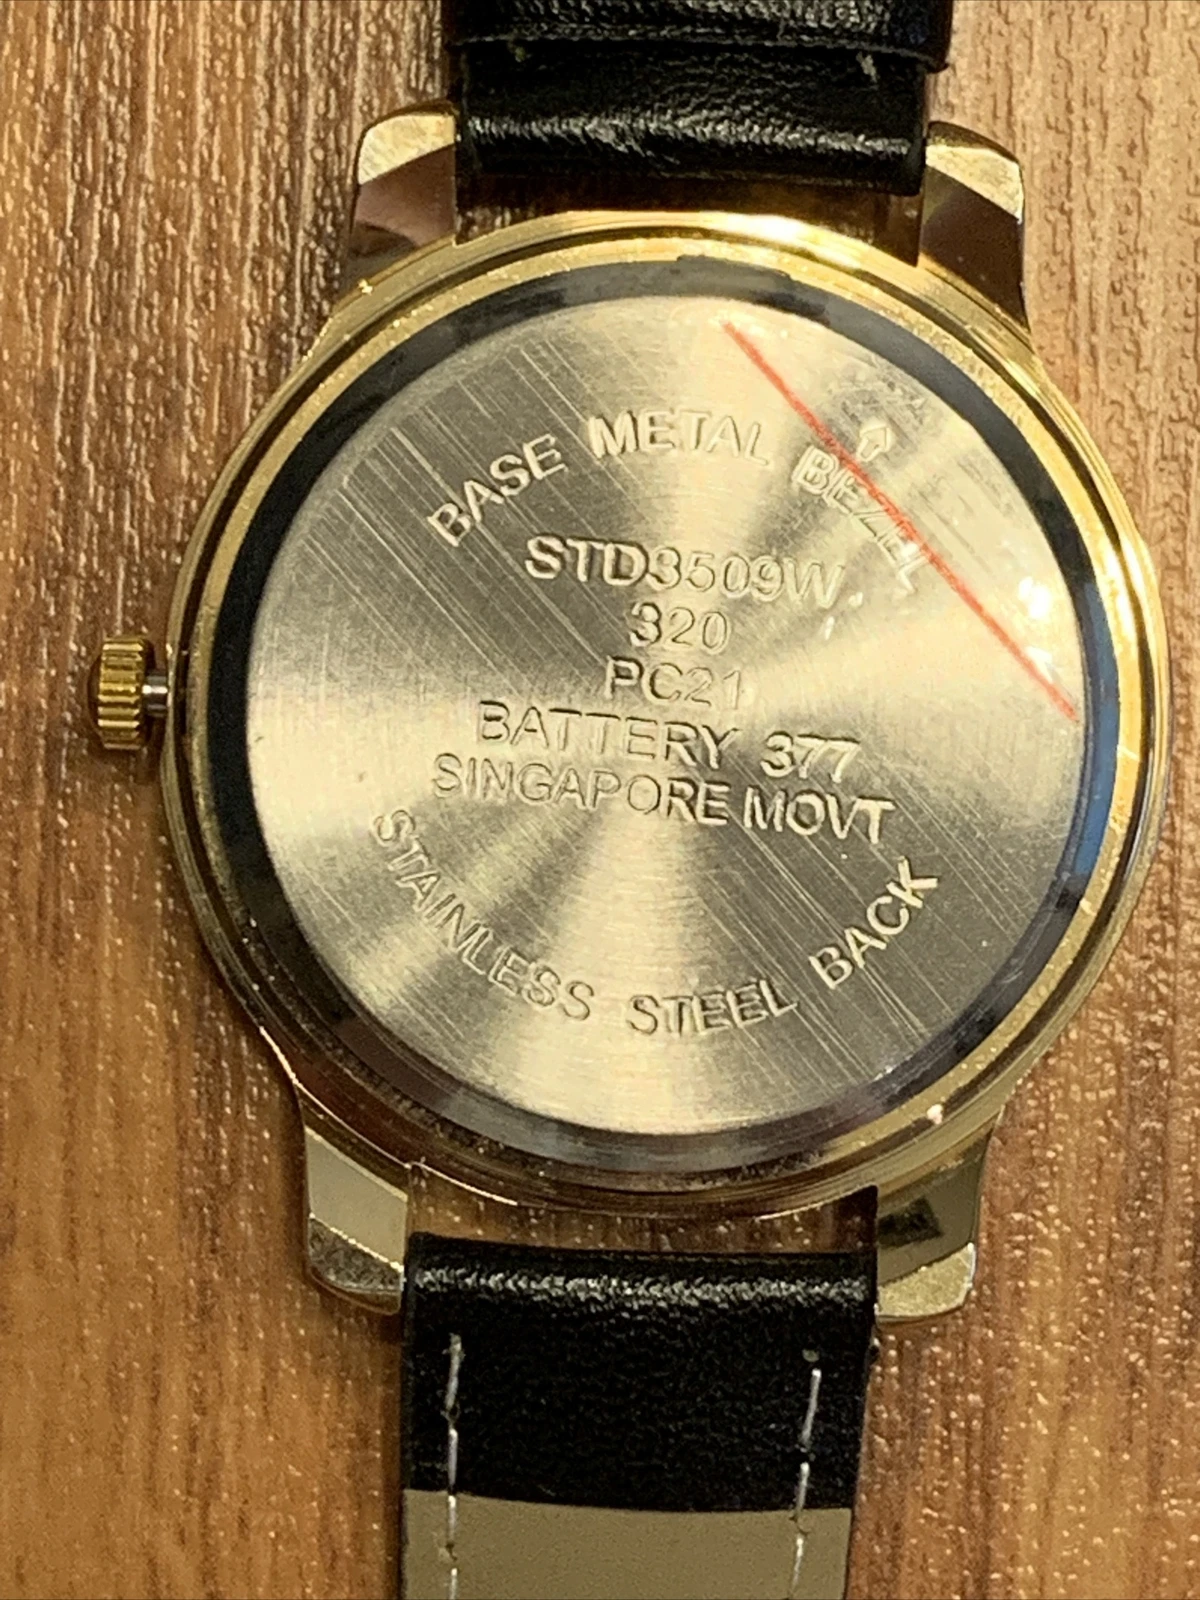 BASE METAL BEZEL
STD3509W
320
PC21
BATTERY 377
SINGAPORE MOVT
STAINLESS STEEL BACK